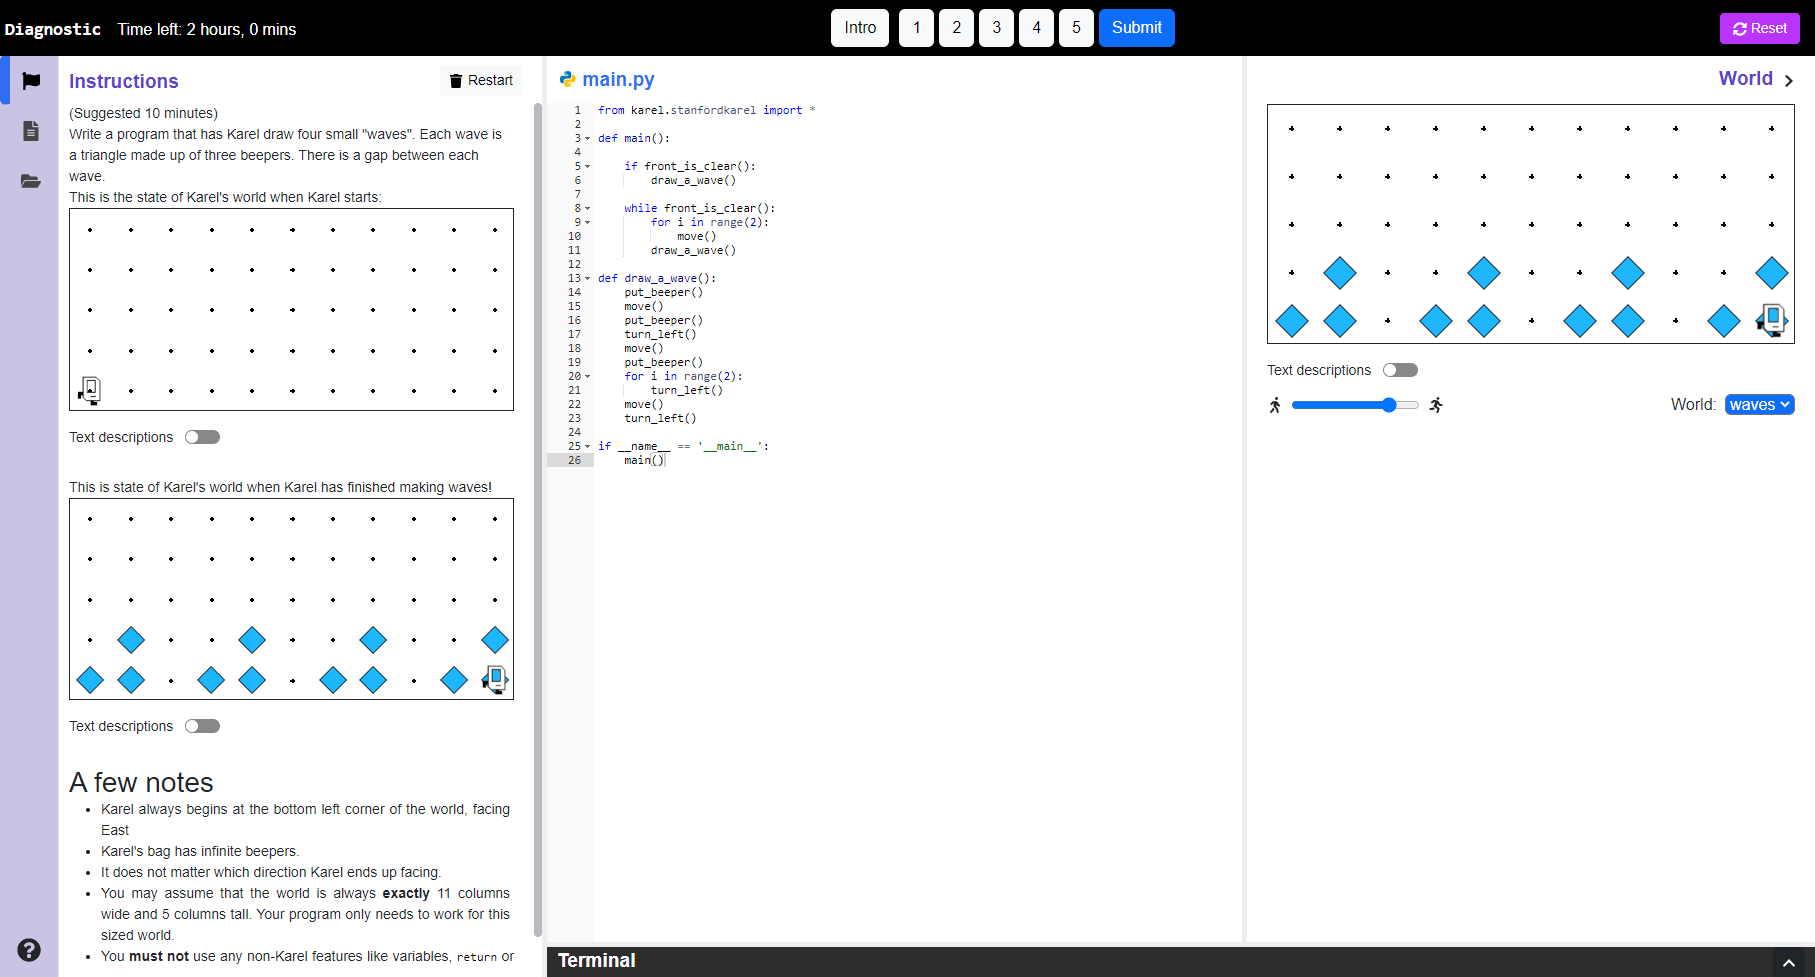 Diagnostic Time left: 2 hours, 0 mins Intro 1 2 3 4 5 Submit Reset
Instructions Restart
(Suggested 10 minutes)
Write a program that has Karel draw four small "waves". Each wave is
a triangle made up of three beepers. There is a gap between each
wave.
This is the state of Karel's world when Karel starts:
Text descriptions
This is state of Karel's world when Karel has finished making waves!
Text descriptions
A few notes
• Karel always begins at the bottom left corner of the world, facing
East
• Karel's bag has infinite beepers.
• It does not matter which direction Karel ends up facing.
• You may assume that the world is always exactly 11 columns
wide and 5 columns tall. Your program only needs to work for this
sized world.
• You must not use any non-Karel features like variables, return or
main.py
1 from karel.stanfordkarel import *
2
3 def main():
4
5     if front_is_clear():
6         draw_a_wave()
7
8     while front_is_clear():
9         for i in range(2):
10             move()
11         draw_a_wave()
12
13 def draw_a_wave():
14     put_beeper()
15     move()
16     put_beeper()
17     turn_left()
18     move()
19     put_beeper()
20     for i in range(2):
21         turn_left()
22     move()
23     turn_left()
24
25 if __name__ == '__main__':
26     main()
Terminal
World
Text descriptions
World: waves